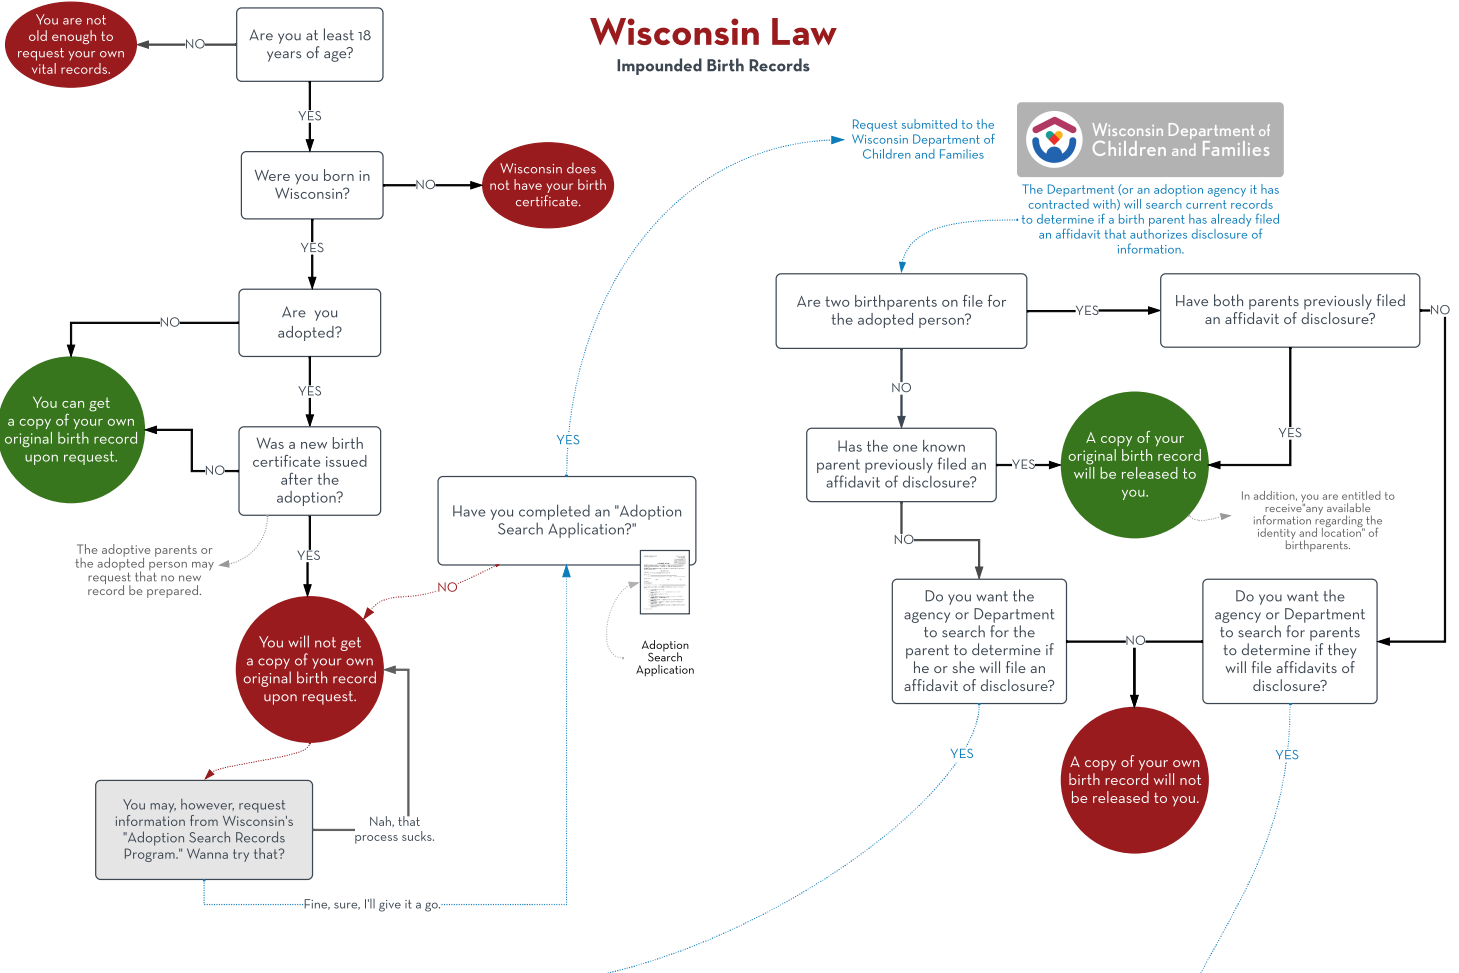 Wisconsin Law
Impounded Birth Records
You are not
old enough to
request your own
vital records.
NO
Are you at least 18
years of age?
YES
Were you born in
Wisconsin?
NO
Wisconsin does
not have your birth
certificate.
YES
Are you
adopted?
NO
You can get
a copy of your own
original birth record
upon request.
YES
Was a new birth
certificate issued
after the
adoption?
NO
The adoptive parents or
the adopted person may
request that no new
record be prepared.
YES
You will not get
a copy of your own
original birth record
upon request.
You may, however, request
information from Wisconsin's
"Adoption Search Records
Program." Wanna try that?
Nah, that
process sucks.
Fine, sure, I'll give it a go.
Have you completed an "Adoption
Search Application?"
NO
Adoption
Search
Application
YES
Request submitted to the
Wisconsin Department of
Children and Families
Wisconsin Department of
Children and Families
The Department (or an adoption agency it has
contracted with) will search current records
to determine if a birth parent has already filed
an affidavit that authorizes disclosure of
information.
Are two birthparents on file for
the adopted person?
YES
Have both parents previously filed
an affidavit of disclosure?
NO
NO
YES
Has the one known
parent previously filed an
affidavit of disclosure?
YES
A copy of your
original birth record
will be released to
you.
In addition, you are entitled to
receive"any available
information regarding the
identity and location" of
birthparents.
NO
Do you want the
agency or Department
to search for the
parent to determine if
he or she will file an
affidavit of disclosure?
NO
Do you want the
agency or Department
to search for parents
to determine if they
will file affidavits of
disclosure?
YES
A copy of your own
birth record will not
be released to you.
YES